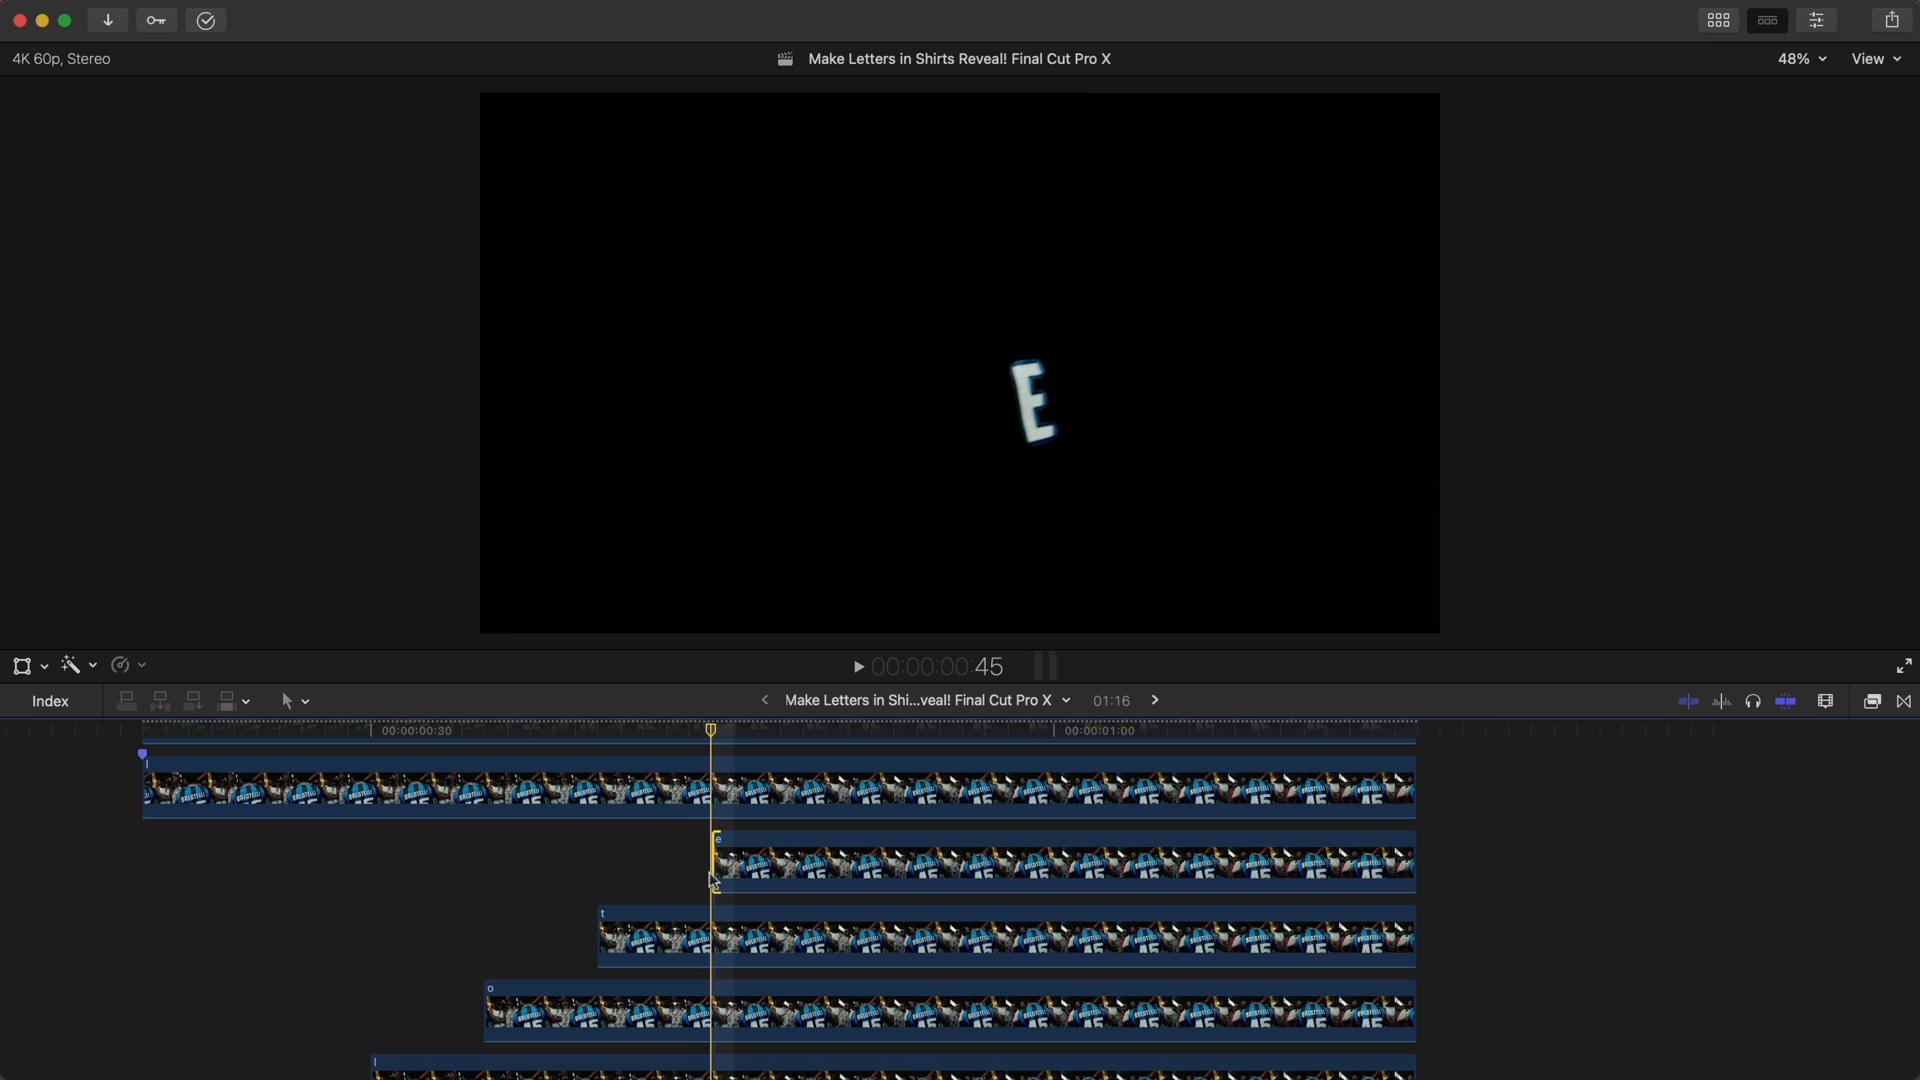 4K 60p, Stereo
Make Letters in Shirts Reveal! Final Cut Pro X
48%
View
E
00:00:00:45
Index
Make Letters in Shi...veal! Final Cut Pro X
01:16
00:00:00:30
00:00:01:00
l
e
t
o
l